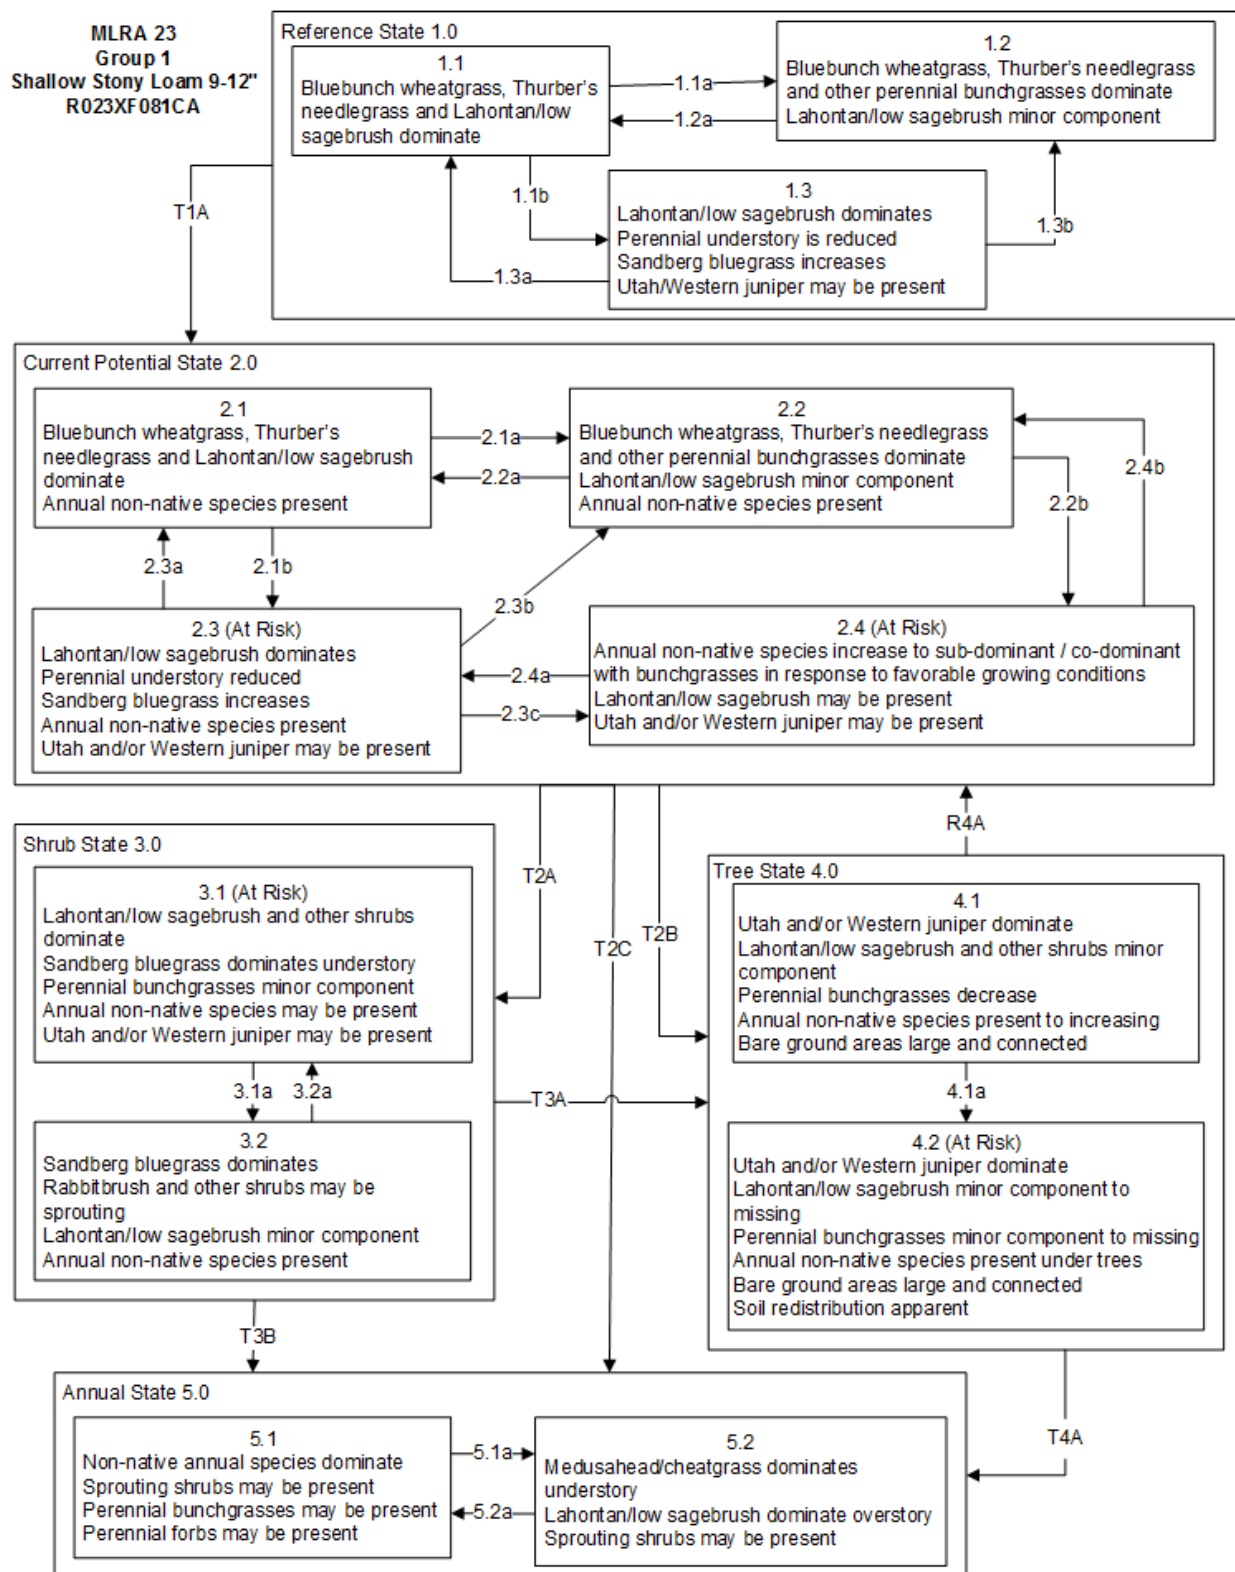 MLRA 23
Group 1
Shallow Stony Loam 9-12"
R023XF081CA
Reference State 1.0
1.1
Bluebunch wheatgrass, Thurber's
needlegrass and Lahontan/low
sagebrush dominate
1.1a
1.2a
1.2
Bluebunch wheatgrass, Thurber's needlegrass
and other perennial bunchgrasses dominate
Lahontan/low sagebrush minor component
1.1b
1.3a
1.3
Lahontan/low sagebrush dominates
Perennial understory is reduced
Sandberg bluegrass increases
Utah/Western juniper may be present
1.3b
T1A
Current Potential State 2.0
2.1
Bluebunch wheatgrass, Thurber's
needlegrass and Lahontan/low sagebrush
dominate
Annual non-native species present
2.1a
2.2a
2.2
Bluebunch wheatgrass, Thurber's needlegrass
and other perennial bunchgrasses dominate
Lahontan/low sagebrush minor component
Annual non-native species present
2.4b
2.2b
2.3a
2.1b
2.3b
2.3 (At Risk)
Lahontan/low sagebrush dominates
Perennial understory reduced
Sandberg bluegrass increases
Annual non-native species present
Utah and/or Western juniper may be present
2.4a
2.3c
2.4 (At Risk)
Annual non-native species increase to sub-dominant / co-dominant
with bunchgrasses in response to favorable growing conditions
Lahontan/low sagebrush may be present
Utah and/or Western juniper may be present
T2A
T2C
T2B
R4A
Shrub State 3.0
3.1 (At Risk)
Lahontan/low sagebrush and other shrubs
dominate
Sandberg bluegrass dominates understory
Perennial bunchgrasses minor component
Annual non-native species may be present
Utah and/or Western juniper may be present
3.1a
3.2a
3.2
Sandberg bluegrass dominates
Rabbitbrush and other shrubs may be
sprouting
Lahontan/low sagebrush minor component
Annual non-native species present
T3A
Tree State 4.0
4.1
Utah and/or Western juniper dominate
Lahontan/low sagebrush and other shrubs minor
component
Perennial bunchgrasses decrease
Annual non-native species present to increasing
Bare ground areas large and connected
4.1a
4.2 (At Risk)
Utah and/or Western juniper dominate
Lahontan/low sagebrush minor component to
missing
Perennial bunchgrasses minor component to missing
Annual non-native species present under trees
Bare ground areas large and connected
Soil redistribution apparent
T3B
T4A
Annual State 5.0
5.1
Non-native annual species dominate
Sprouting shrubs may be present
Perennial bunchgrasses may be present
Perennial forbs may be present
5.1a
5.2a
5.2
Medusahead/cheatgrass dominates
understory
Lahontan/low sagebrush dominate overstory
Sprouting shrubs may be present